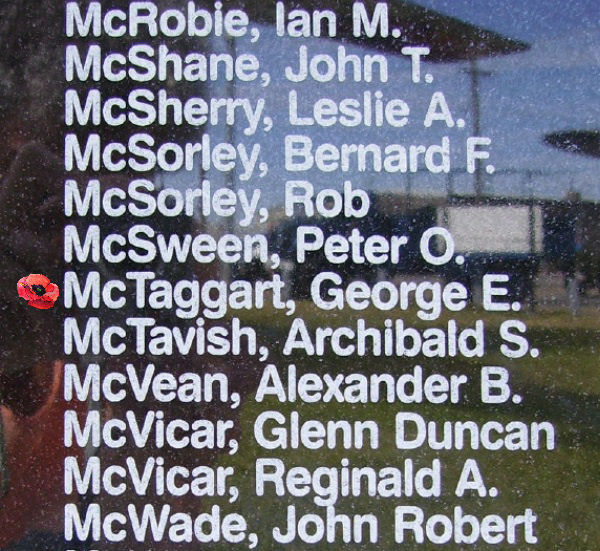 McRobie, Ian M.
McShane, John T.
McSherry, Leslie A.
McSorley, Bernard F.
McSorley, Rob
McSween, Peter O.
McTaggart, George E.
McTavish, Archibald S.
McVean, Alexander B.
McVicar, Glenn Duncan
McVicar, Reginald A.
McWade, John Robert